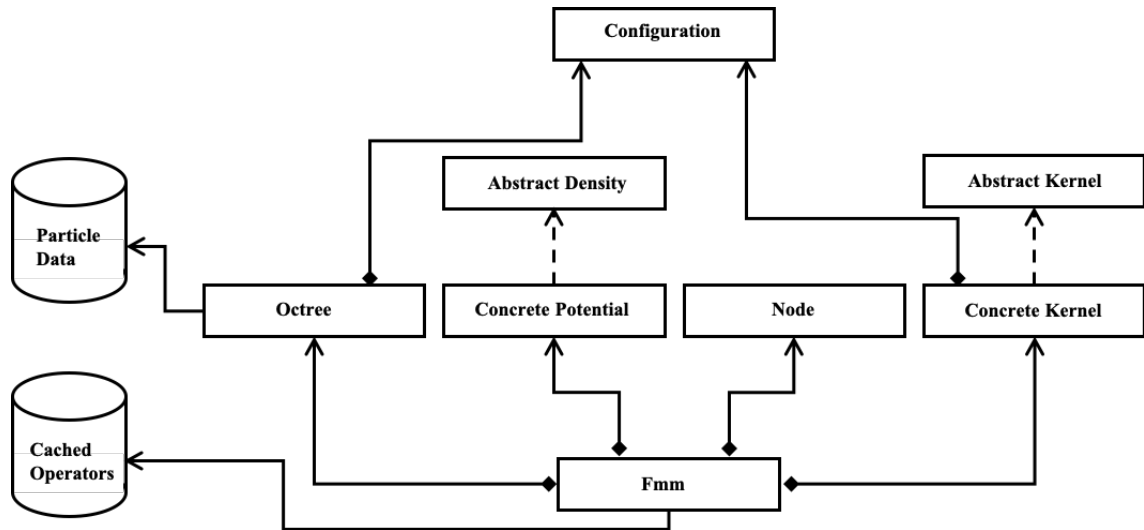 Configuration
Abstract Density
Abstract Kernel
Particle
Data
Octree
Concrete Potential
Node
Concrete Kernel
Cached
Operators
Fmm